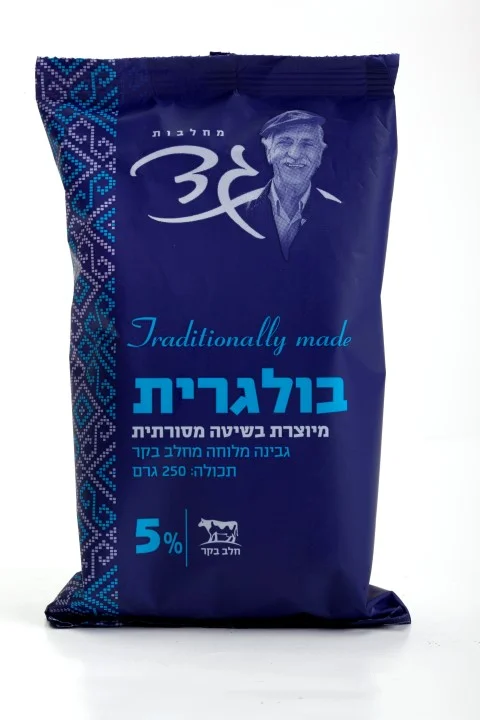 מחלבות
גד
Traditionally made
בולגרית
מיוצרת בשיטה מסורתית
גבינה מלוחה מחלב בקר
תכולה: 250 גרם
5%
חלב בקר